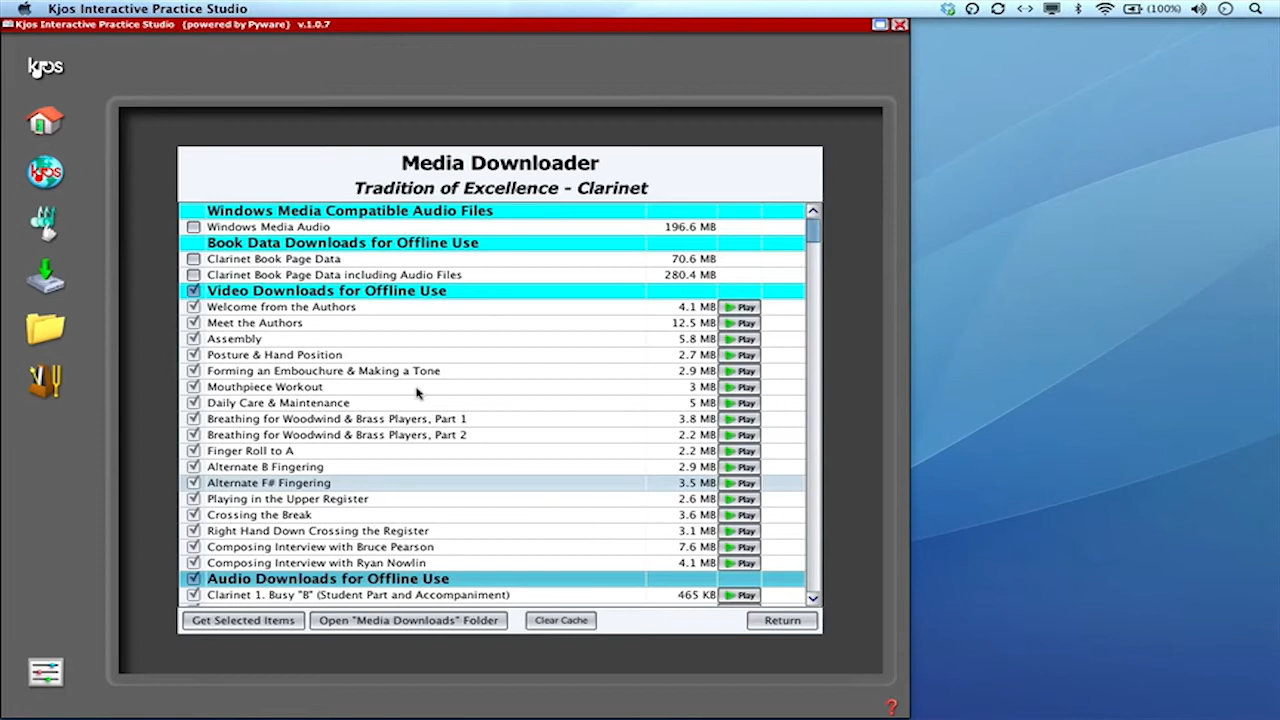 Kjos Interactive Practice Studio
(100%)
Kjos Interactive Practice Studio (powered by Pyware) v.1.0.7
kjos
kjos
Media Downloader
Tradition of Excellence - Clarinet
Windows Media Compatible Audio Files
Windows Media Audio 196.6 MB
Book Data Downloads for Offline Use
Clarinet Book Page Data 70.6 MB
Clarinet Book Page Data including Audio Files 280.4 MB
Video Downloads for Offline Use
Welcome from the Authors 4.1 MB Play
Meet the Authors 12.5 MB Play
Assembly 5.8 MB Play
Posture & Hand Position 2.7 MB Play
Forming an Embouchure & Making a Tone 2.9 MB Play
Mouthpiece Workout 3 MB Play
Daily Care & Maintenance 5 MB Play
Breathing for Woodwind & Brass Players, Part 1 3.8 MB Play
Breathing for Woodwind & Brass Players, Part 2 2.2 MB Play
Finger Roll to A 2.2 MB Play
Alternate B Fingering 2.9 MB Play
Alternate F# Fingering 3.5 MB Play
Playing in the Upper Register 2.6 MB Play
Crossing the Break 3.6 MB Play
Right Hand Down Crossing the Register 3.1 MB Play
Composing Interview with Bruce Pearson 7.6 MB Play
Composing Interview with Ryan Nowlin 4.1 MB Play
Audio Downloads for Offline Use
Clarinet 1. Busy "B" (Student Part and Accompaniment) 465 KB Play
Get Selected Items Open "Media Downloads" Folder Clear Cache Return
?